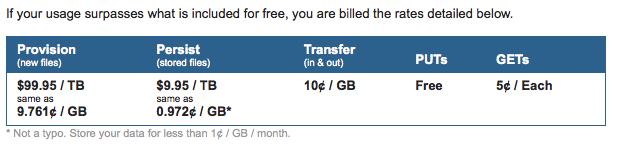 If your usage surpasses what is included for free, you are billed the rates detailed below.
Provision Persist Transfer PUTs GETs
(new files) (stored files) (in & out)
$99.95 / TB $9.95 / TB 10¢ / GB Free 5¢ / Each
same as same as
9.761¢ / GB 0.972¢ / GB*
* Not a typo. Store your data for less than 1¢ / GB / month.